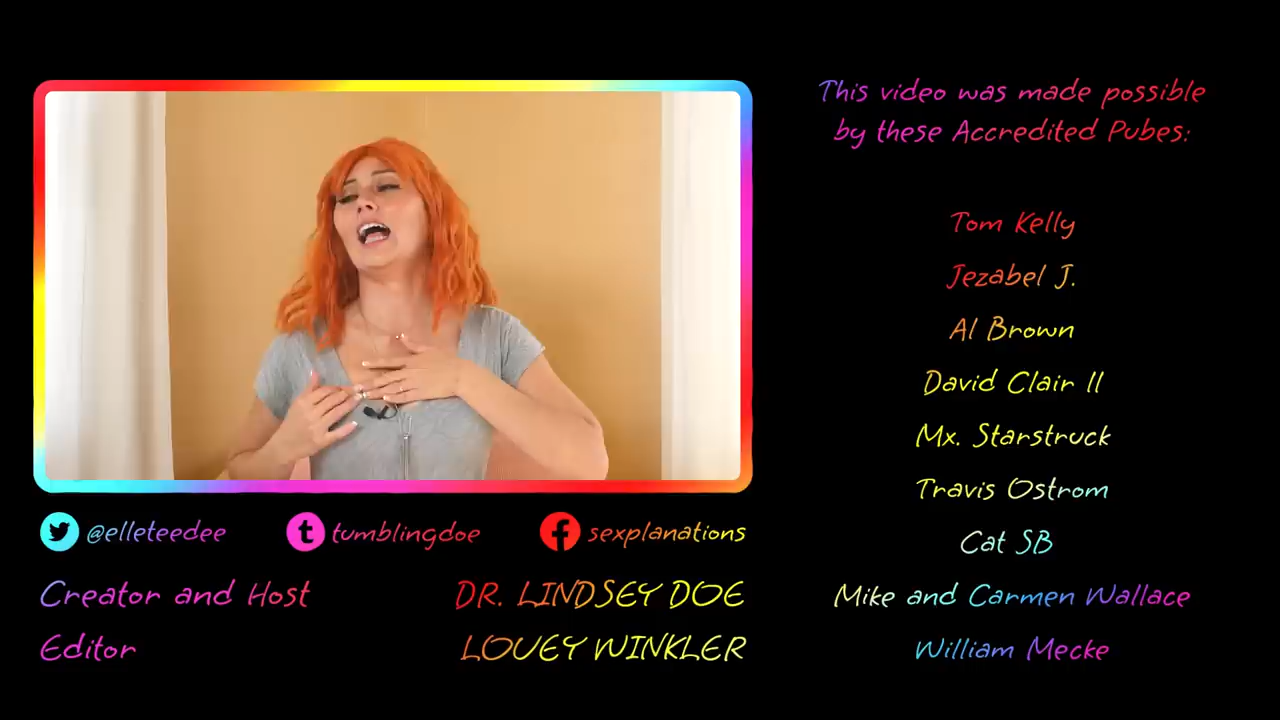 This video was made possible
by these Accredited Pubes:
Tom Kelly
Jezabel J.
Al Brown
David Clair II
Mx. Starstruck
Travis Ostrom
Cat SB
Mike and Carmen Wallace
William Mecke
@elleteedee tumblingdoe sexplanations
Creator and Host DR. LINDSEY DOE
Editor LOUEY WINKLER